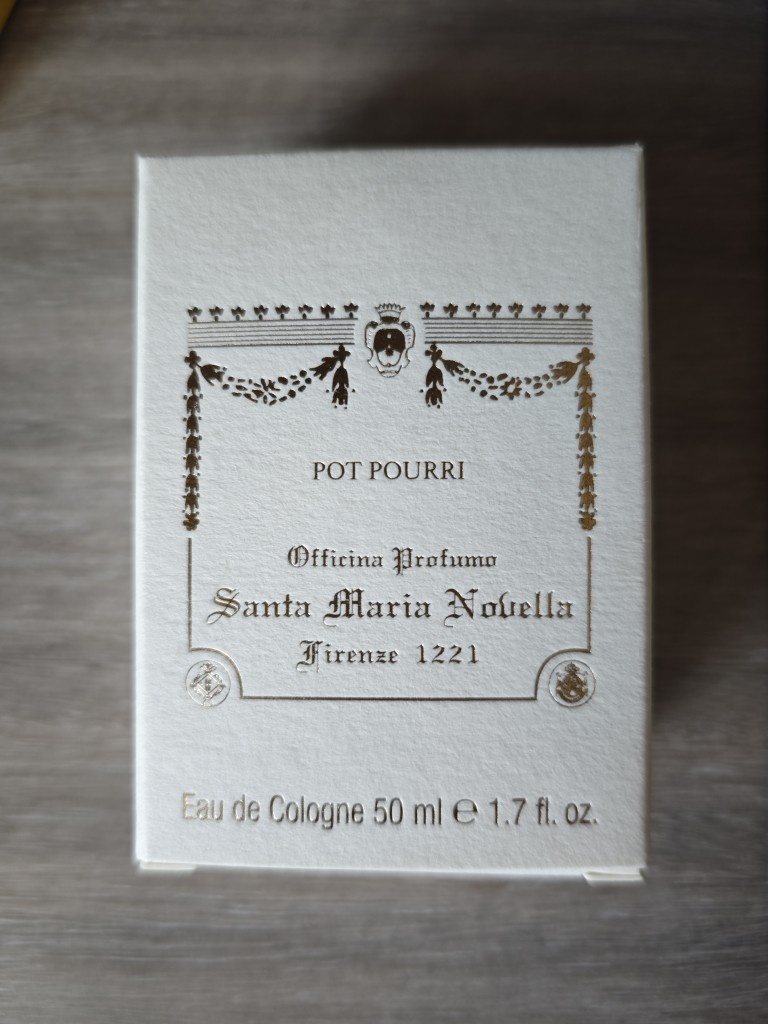 POT POURRI
Officina Profumo
Santa Maria Novella
Firenze 1221
Eau de Cologne 50 ml ℮ 1.7 fl. oz.